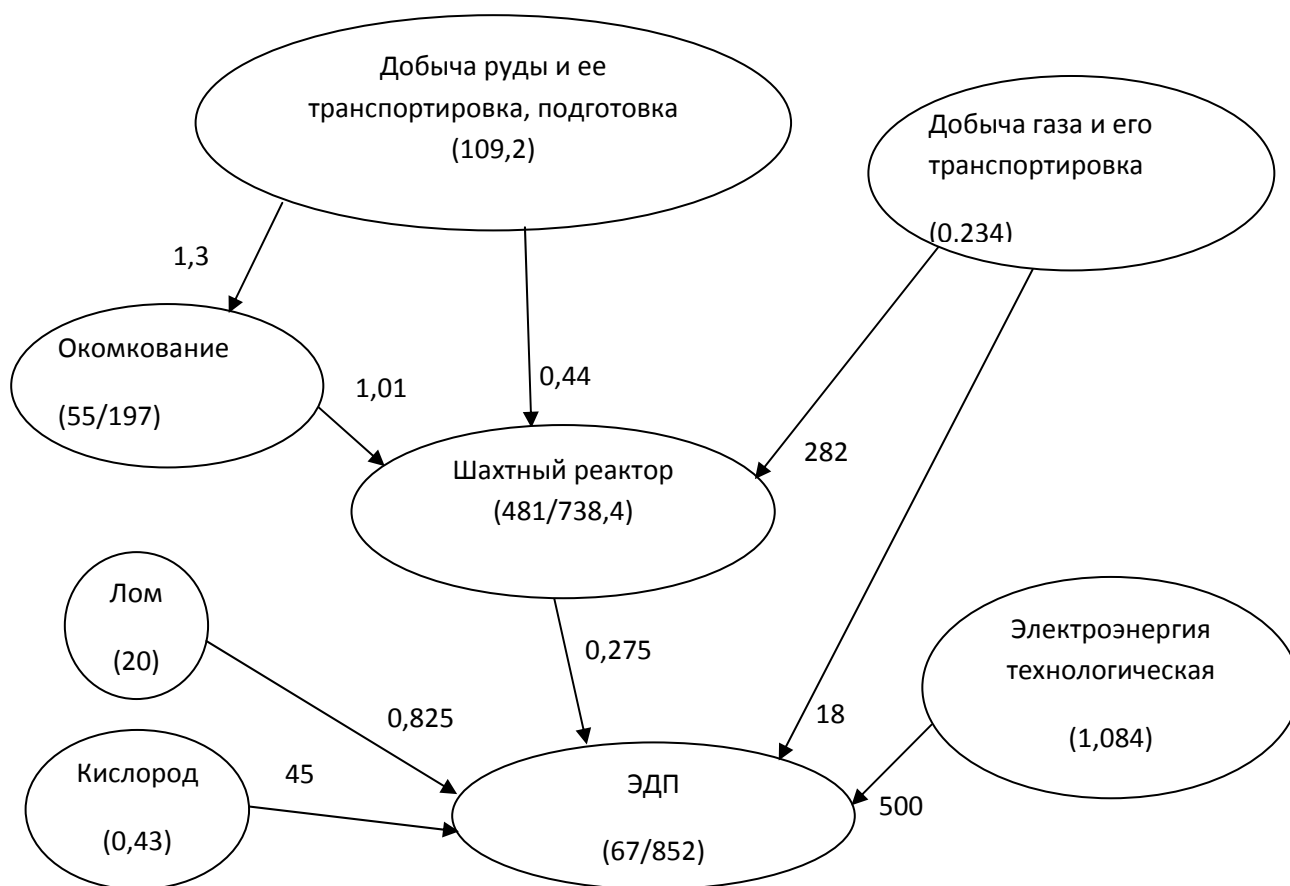 Добыча руды и ее
транспортировка, подготовка
(109,2)
Добыча газа и его
транспортировка
(0.234)
1,3
Окомкование
(55/197)
1,01
0,44
282
Шахтный реактор
(481/738,4)
Лом
(20)
0,275
Электроэнергия
технологическая
(1,084)
0,825
18
Кислород
(0,43)
45
ЭДП
(67/852)
500